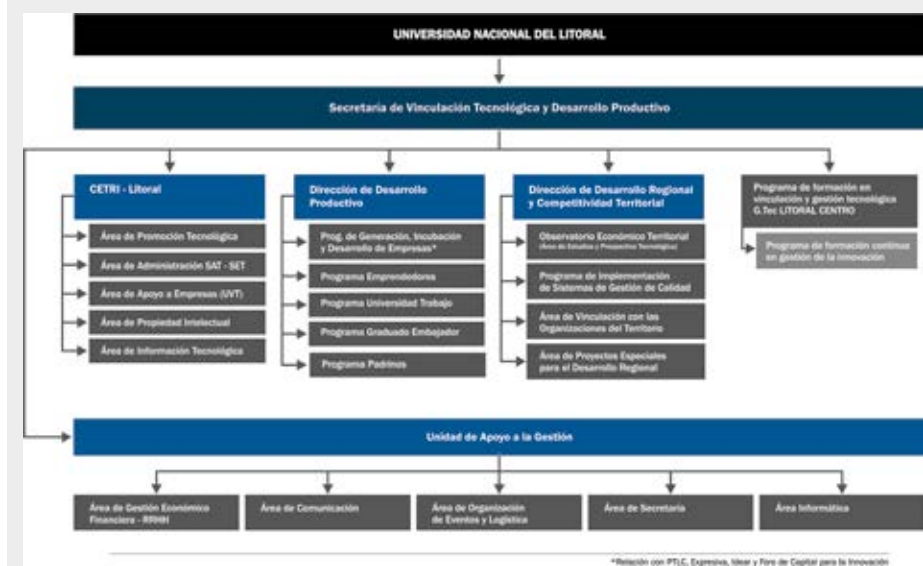 UNIVERSIDAD NACIONAL DEL LITORAL
Secretaría de Vinculación Tecnológica y Desarrollo Productivo
CETRI - Litoral
Área de Promoción Tecnológica
Área de Administración SAT - SET
Área de Apoyo a Empresas (UVT)
Área de Propiedad Intelectual
Área de Información Tecnológica
Dirección de Desarrollo
Productivo
Prog. de Generación, Incubación
y Desarrollo de Empresas*
Programa Emprendedores
Programa Universidad Trabajo
Programa Graduado Embajador
Programa Padrinos
Dirección de Desarrollo Regional
y Competitividad Territorial
Observatorio Económico Territorial
(Área de Estudios y Prospectiva Tecnológica)
Programa de Implementación
de Sistemas de Gestión de Calidad
Área de Vinculación con las
Organizaciones del Territorio
Área de Proyectos Especiales
para el Desarrollo Regional
Programa de formación en
vinculación y gestión tecnológica
G.Tec LITORAL CENTRO
Programa de formación continua
en gestión de la innovación
Unidad de Apoyo a la Gestión
Área de Gestión Económico
Financiera - RRHH
Área de Comunicación
Área de Organización
de Eventos y Logística
Área de Secretaría
Área Informática
*Relación con PTLC, Expresiva, Idear y Foro de Capital para la Innovación